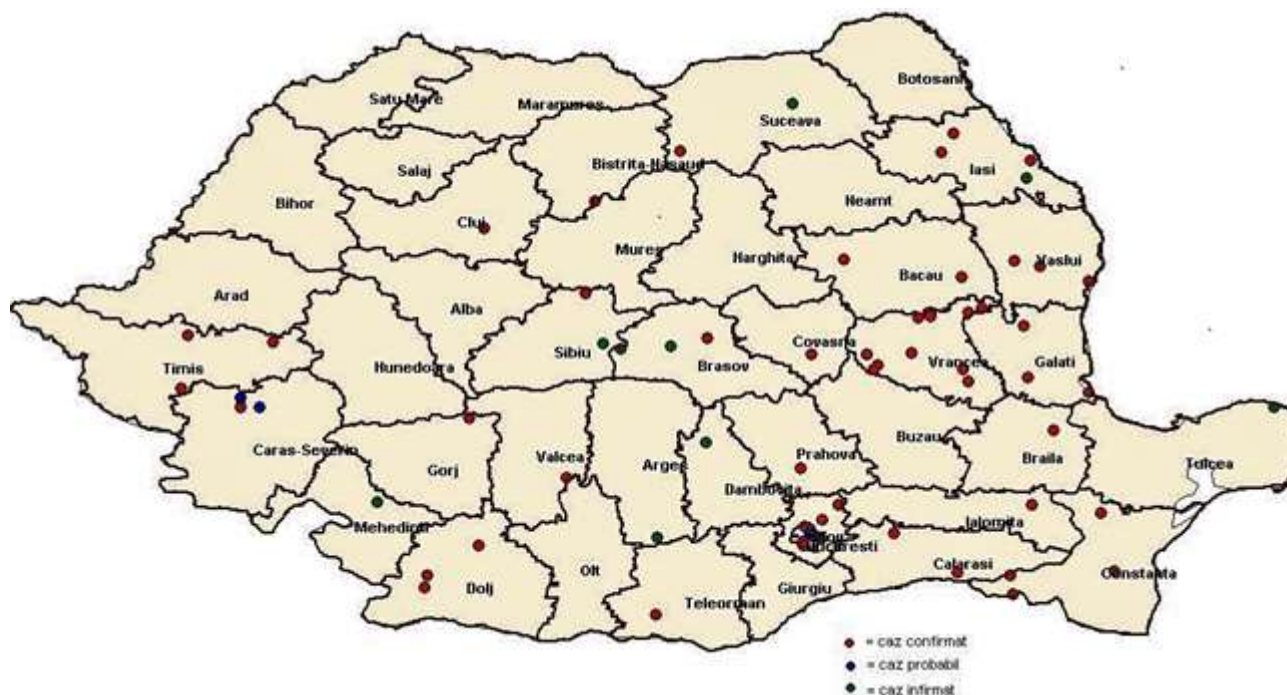 Botosani
Satu Mare
Maramures
Suceava
Bistrita-Nasaud
Iasi
Salaj
Bihor
Neamt
Cluj
Mures
Harghita
Bacau
Vaslui
Arad
Alba
Covasna
Sibiu
Brasov
Vrancea
Galati
Timis
Hunedoara
Caras-Severin
Gorj
Valcea
Arges
Prahova
Buzau
Braila
Tulcea
Dambovita
Mehedinti
Ialomita
Bucuresti
Calarasi
Constanta
Olt
Dolj
Giurgiu
Teleorman
= caz confirmat
= caz probabil
= caz infirmat